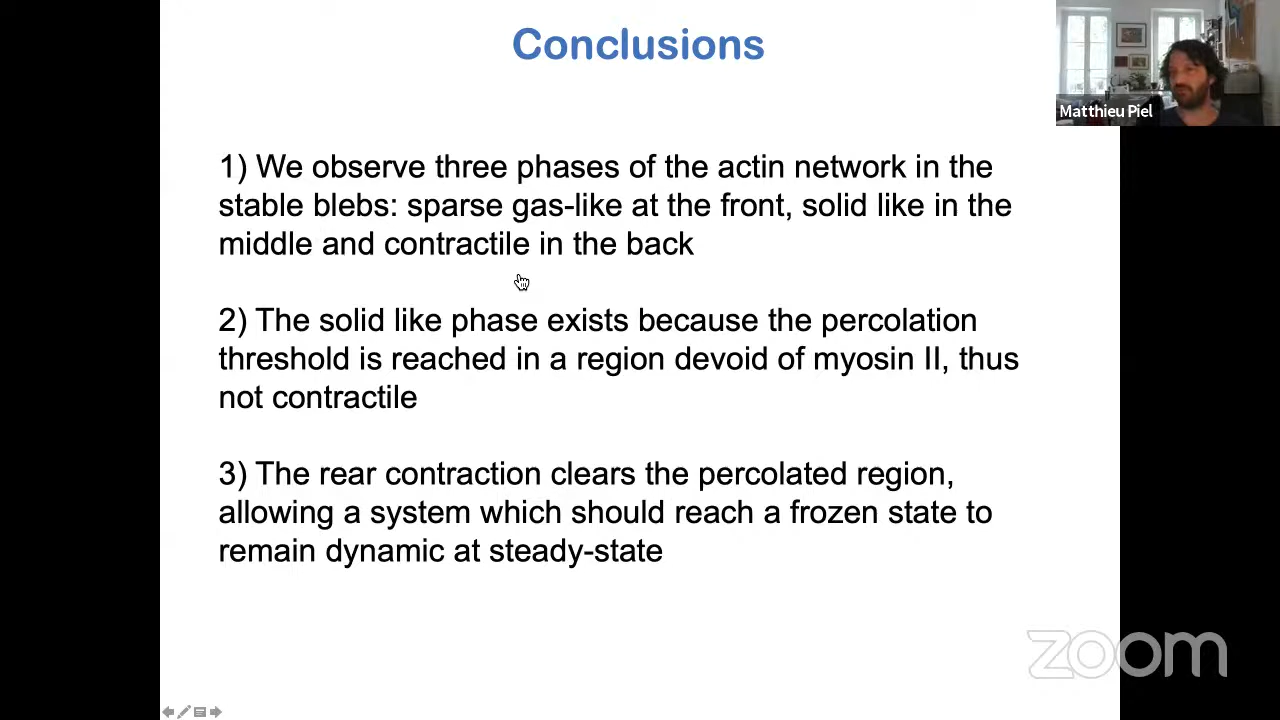 Conclusions
Matthieu Piel
1) We observe three phases of the actin network in the
stable blebs: sparse gas-like at the front, solid like in the
middle and contractile in the back
2) The solid like phase exists because the percolation
threshold is reached in a region devoid of myosin II, thus
not contractile
3) The rear contraction clears the percolated region,
allowing a system which should reach a frozen state to
remain dynamic at steady-state
zoom